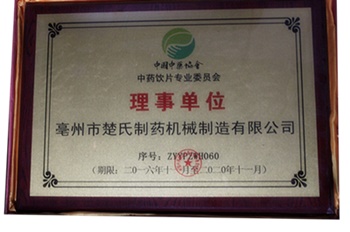 中国中药协会
中药饮片专业委员会
理事单位
亳州市楚氏制药机械制造有限公司
序号:ZYYPZWH060
(期限:二〇一六年十一月至二〇二〇年十一月)